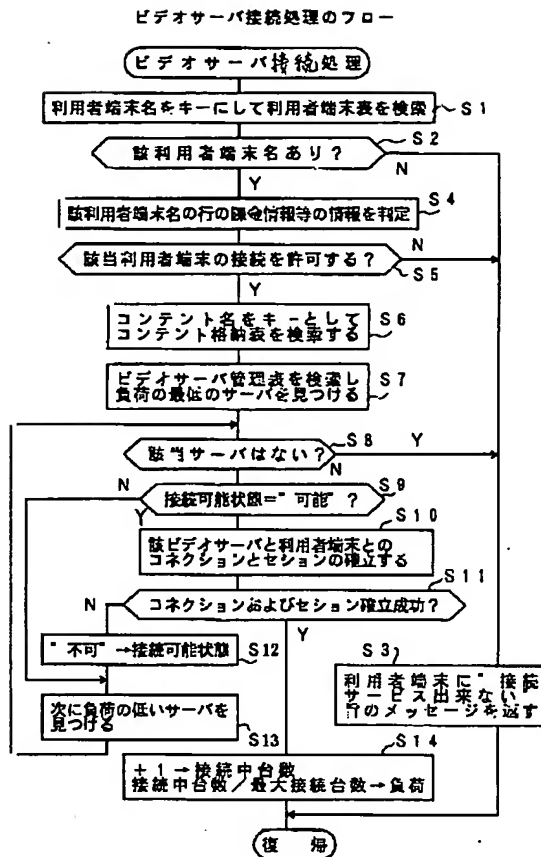 ビデオサーバ接続処理のフロー
ビデオサーバ接続処理
利用者端末名をキーにして利用者端末表を検索
S1
S2
該利用者端末名あり?
N
Y
S4
該利用者端末名の行の課金情報等の情報を判定
N
該当利用者端末の接続を許可する?
S5
Y
コンテント名をキーとして
コンテント格納表を検索する
S6
ビデオサーバ管理表を検索し
負荷の最低のサーバを見つける
S7
S8
該当サーバはない?
Y
N
S9
N
接続可能状態="可能"?
Y
S10
該ビデオサーバと利用者端末との
コネクションとセションの確立する
S11
N
コネクションおよびセション確立成功?
Y
"不可"→接続可能状態
S12
S3
利用者端末に"接続
サービス出来ない"
旨のメッセージを返す
次に負荷の低いサーバを
見つける
S13
S14
+1→接続中台数
接続中台数/最大接続台数→負荷
復帰